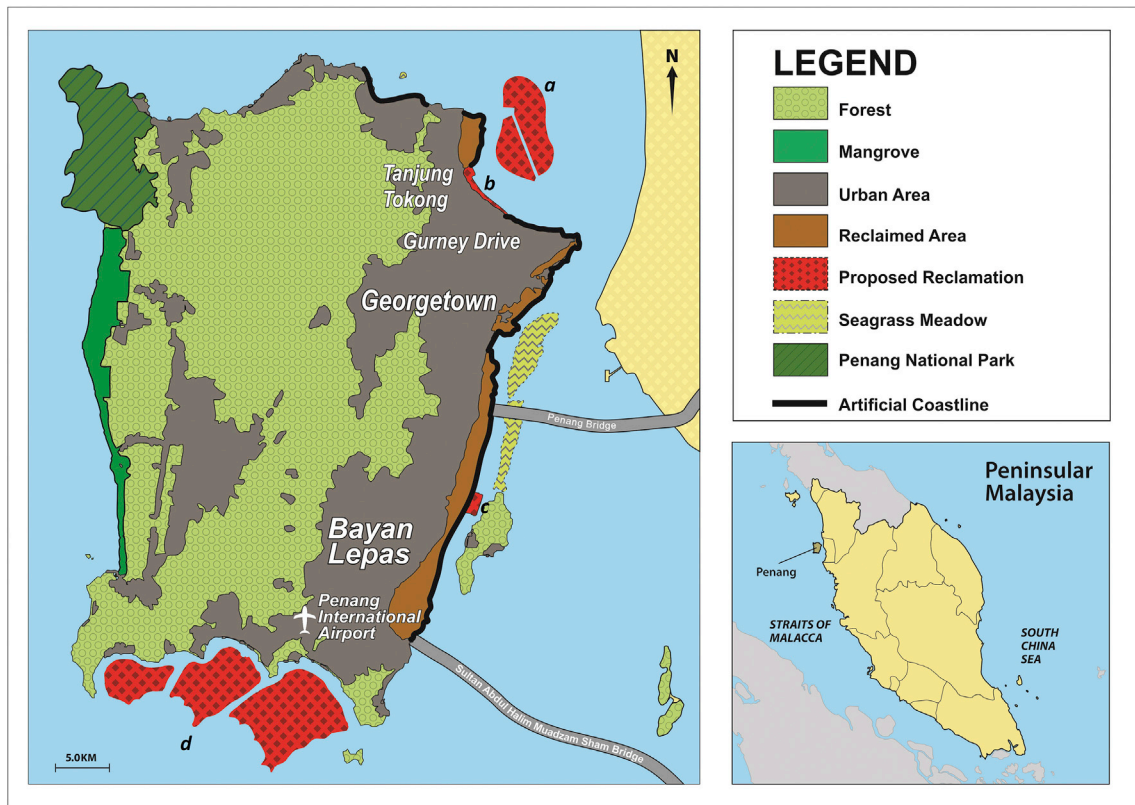 N
a
b
Tanjung
Tokong
Gurney Drive
Georgetown
Penang Bridge
c
Bayan
Lepas
Penang
International
Airport
Sultan Abdul Halim Muadzam Sham Bridge
d
5.0KM
LEGEND
Forest
Mangrove
Urban Area
Reclaimed Area
Proposed Reclamation
Seagrass Meadow
Penang National Park
Artificial Coastline
Peninsular
Malaysia
Penang
STRAITS OF
MALACCA
SOUTH
CHINA
SEA